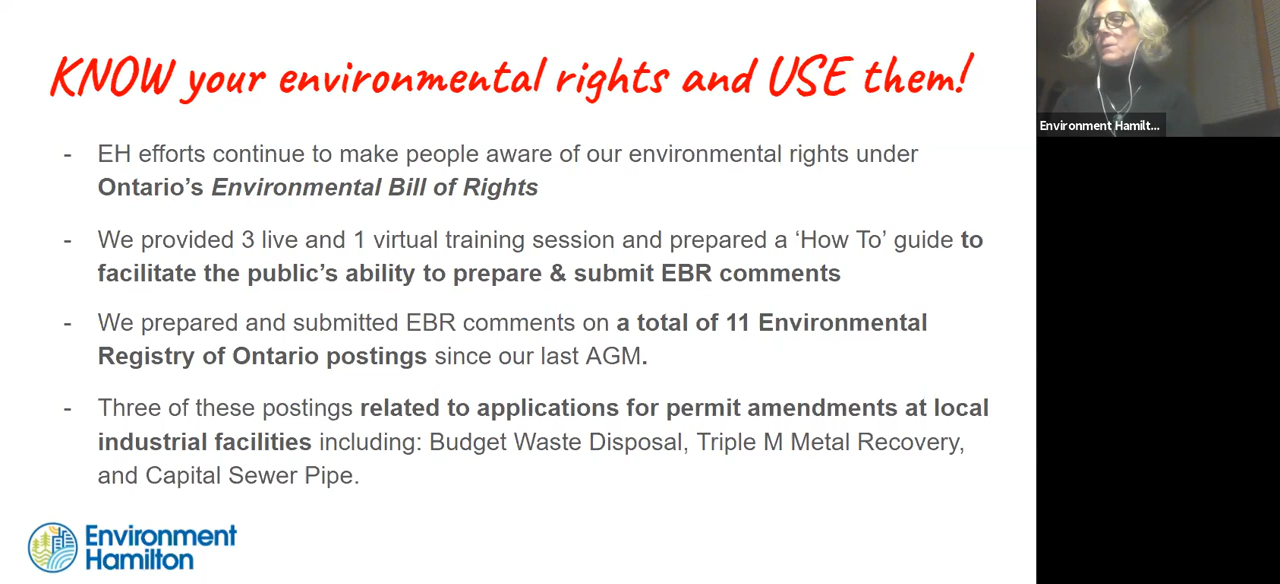 KNOW your environmental rights and USE them!
- EH efforts continue to make people aware of our environmental rights under
Ontario’s Environmental Bill of Rights
- We provided 3 live and 1 virtual training session and prepared a ‘How To’ guide to
facilitate the public’s ability to prepare & submit EBR comments
- We prepared and submitted EBR comments on a total of 11 Environmental
Registry of Ontario postings since our last AGM.
- Three of these postings related to applications for permit amendments at local
industrial facilities including: Budget Waste Disposal, Triple M Metal Recovery,
and Capital Sewer Pipe.
Environment
Hamilton
Environment Hamilt...